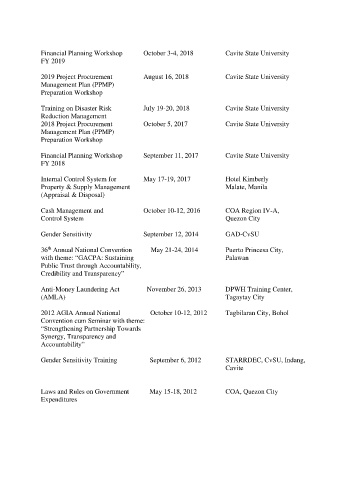 Financial Planning Workshop October 3-4, 2018 Cavite State University
FY 2019
2019 Project Procurement August 16, 2018 Cavite State University
Management Plan (PPMP)
Preparation Workshop
Training on Disaster Risk July 19-20, 2018 Cavite State University
Reduction Management
2018 Project Procurement October 5, 2017 Cavite State University
Management Plan (PPMP)
Preparation Workshop
Financial Planning Workshop September 11, 2017 Cavite State University
FY 2018
Internal Control System for May 17-19, 2017 Hotel Kimberly
Property & Supply Management Malate, Manila
(Appraisal & Disposal)
Cash Management and October 10-12, 2016 COA Region IV-A,
Control System Quezon City
Gender Sensitivity September 12, 2014 GAD-CvSU
36th Annual National Convention May 21-24, 2014 Puerto Princesa City,
with theme: “GACPA: Sustaining Palawan
Public Trust through Accountability,
Credibility and Transparency”
Anti-Money Laundering Act November 26, 2013 DPWH Training Center,
(AMLA) Tagaytay City
2012 AGIA Annual National October 10-12, 2012 Tagbilaran City, Bohol
Convention cum Seminar with theme:
“Strengthening Partnership Towards
Synergy, Transparency and
Accountability”
Gender Sensitivity Training September 6, 2012 STARRDEC, CvSU, Indang,
Cavite
Laws and Rules on Government May 15-18, 2012 COA, Quezon City
Expenditures